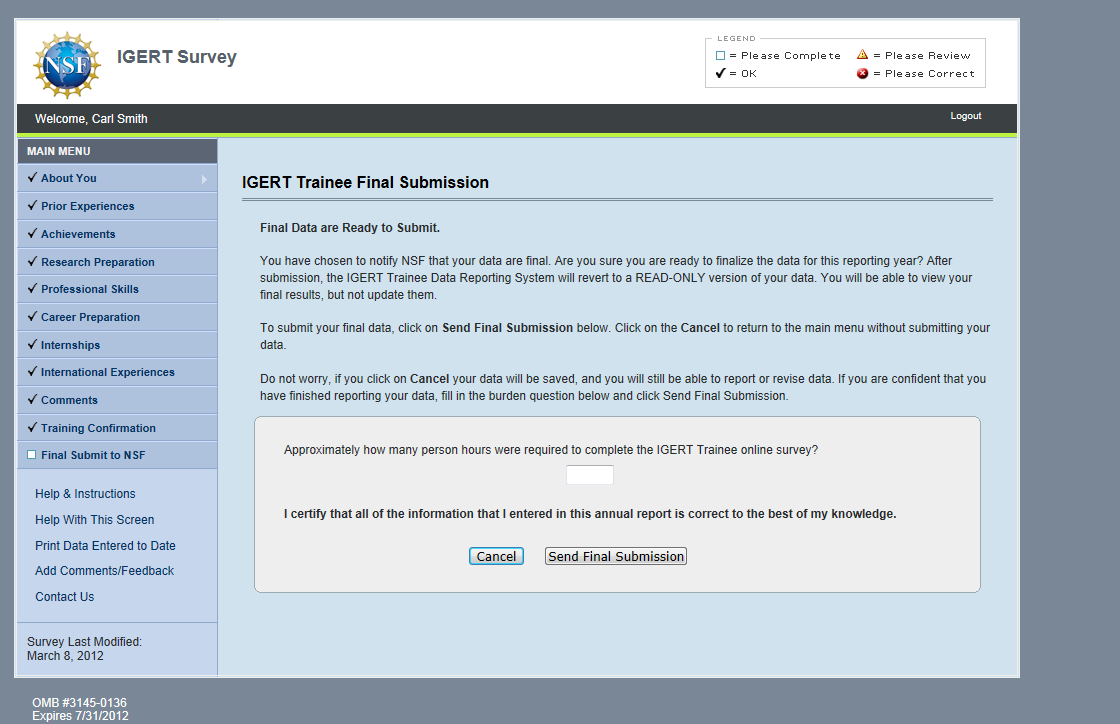 NSF
IGERT Survey
LEGEND
= Please Complete
= Please Review
= OK
= Please Correct
Welcome, Carl Smith
Logout
MAIN MENU
About You
Prior Experiences
Achievements
Research Preparation
Professional Skills
Career Preparation
Internships
International Experiences
Comments
Training Confirmation
Final Submit to NSF
Help & Instructions
Help With This Screen
Print Data Entered to Date
Add Comments/Feedback
Contact Us
Survey Last Modified:
March 8, 2012
IGERT Trainee Final Submission
Final Data are Ready to Submit.
You have chosen to notify NSF that your data are final. Are you sure you are ready to finalize the data for this reporting year? After
submission, the IGERT Trainee Data Reporting System will revert to a READ-ONLY version of your data. You will be able to view your
final results, but not update them.
To submit your final data, click on Send Final Submission below. Click on the Cancel to return to the main menu without submitting your
data.
Do not worry, if you click on Cancel your data will be saved, and you will still be able to report or revise data. If you are confident that you
have finished reporting your data, fill in the burden question below and click Send Final Submission.
Approximately how many person hours were required to complete the IGERT Trainee online survey?
I certify that all of the information that I entered in this annual report is correct to the best of my knowledge.
Cancel
Send Final Submission
OMB #3145-0136
Expires 7/31/2012